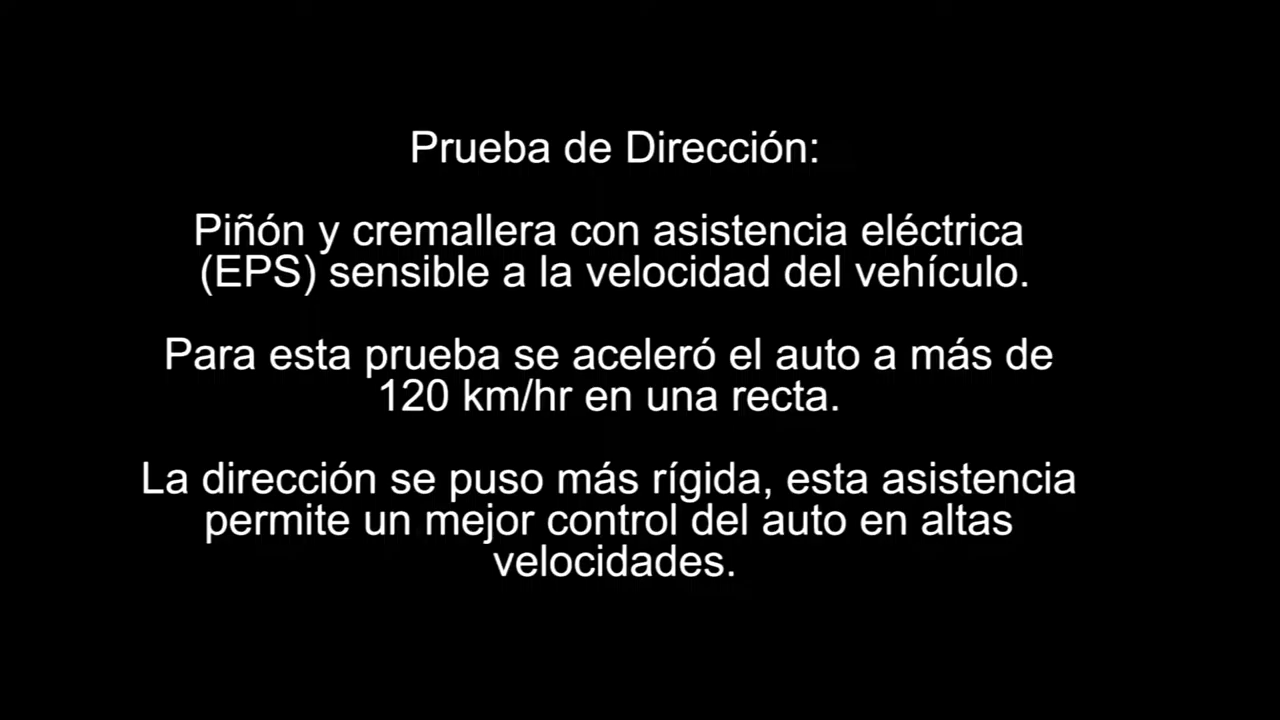 Prueba de Dirección:
Piñón y cremallera con asistencia eléctrica
(EPS) sensible a la velocidad del vehículo.
Para esta prueba se aceleró el auto a más de
120 km/hr en una recta.
La dirección se puso más rígida, esta asistencia
permite un mejor control del auto en altas
velocidades.